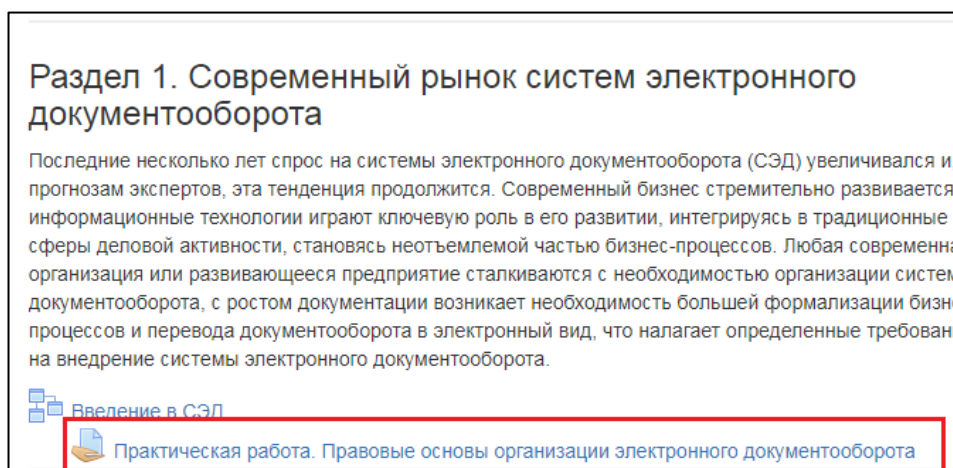 Раздел 1. Современный рынок систем электронного
документооборота
Последние несколько лет спрос на системы электронного документооборота (СЭД) увеличивался и
прогнозам экспертов, эта тенденция продолжится. Современный бизнес стремительно развивается
информационные технологии играют ключевую роль в его развитии, интегрируясь в традиционные
сферы деловой активности, становясь неотъемлемой частью бизнес-процессов. Любая современна
организация или развивающееся предприятие сталкиваются с необходимостью организации систем
документооборота, с ростом документации возникает необходимость большей формализации бизн
процессов и перевода документооборота в электронный вид, что налагает определенные требован
на внедрение системы электронного документооборота.
Введение в СЭД
Практическая работа. Правовые основы организации электронного документооборота